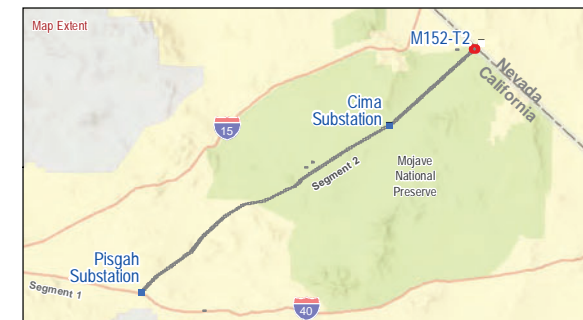 Map Extent
M152-T2
Nevada
California
Cima
Substation
15
Segment 2
Mojave
National
Preserve
Pisgah
Substation
Segment 1
40